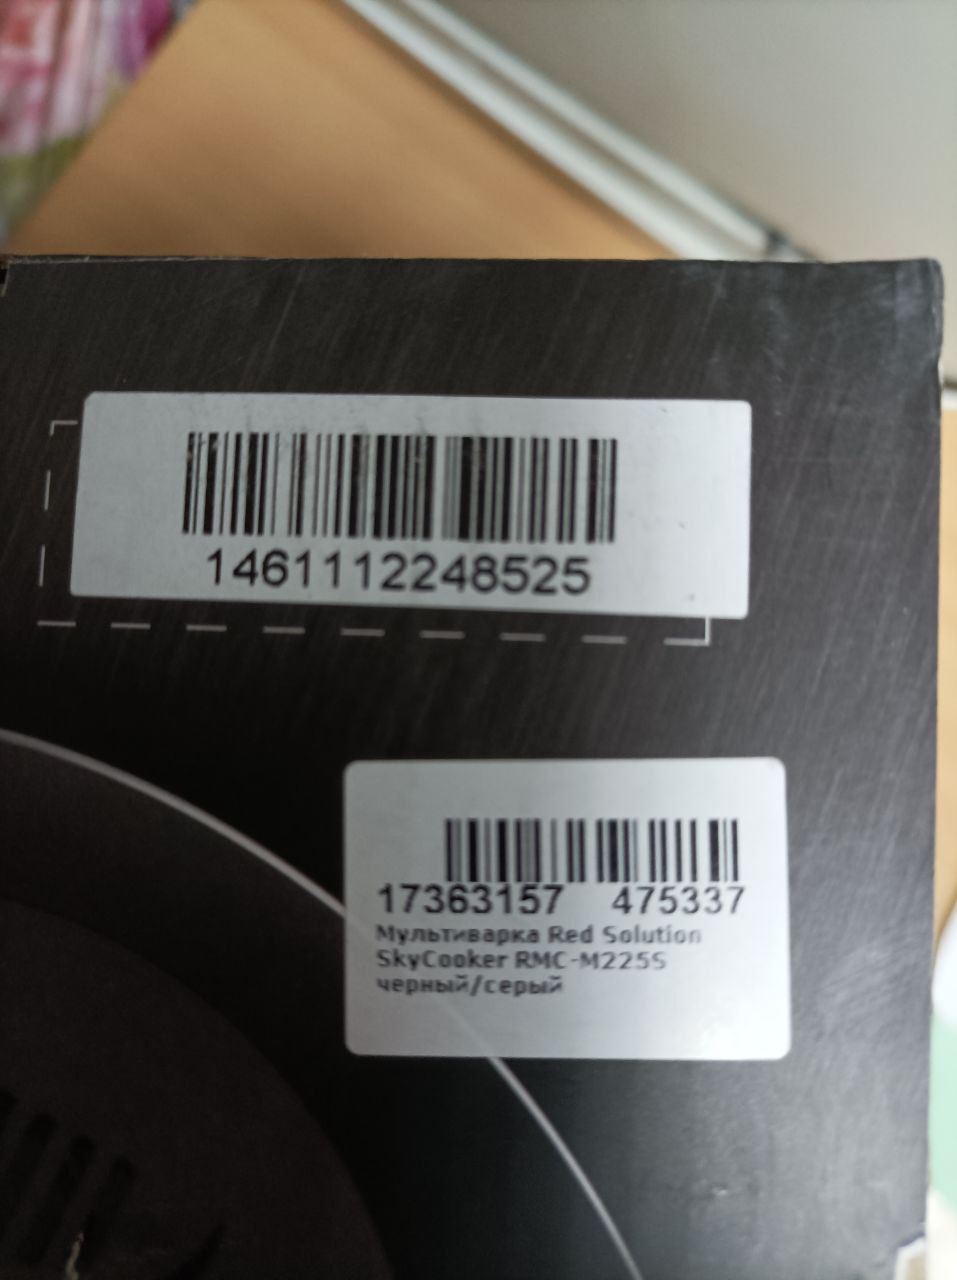 1461112248525
17363157 475337
Мультиварка Red Solution
SkyCooker RMC-M225S
черный/серый